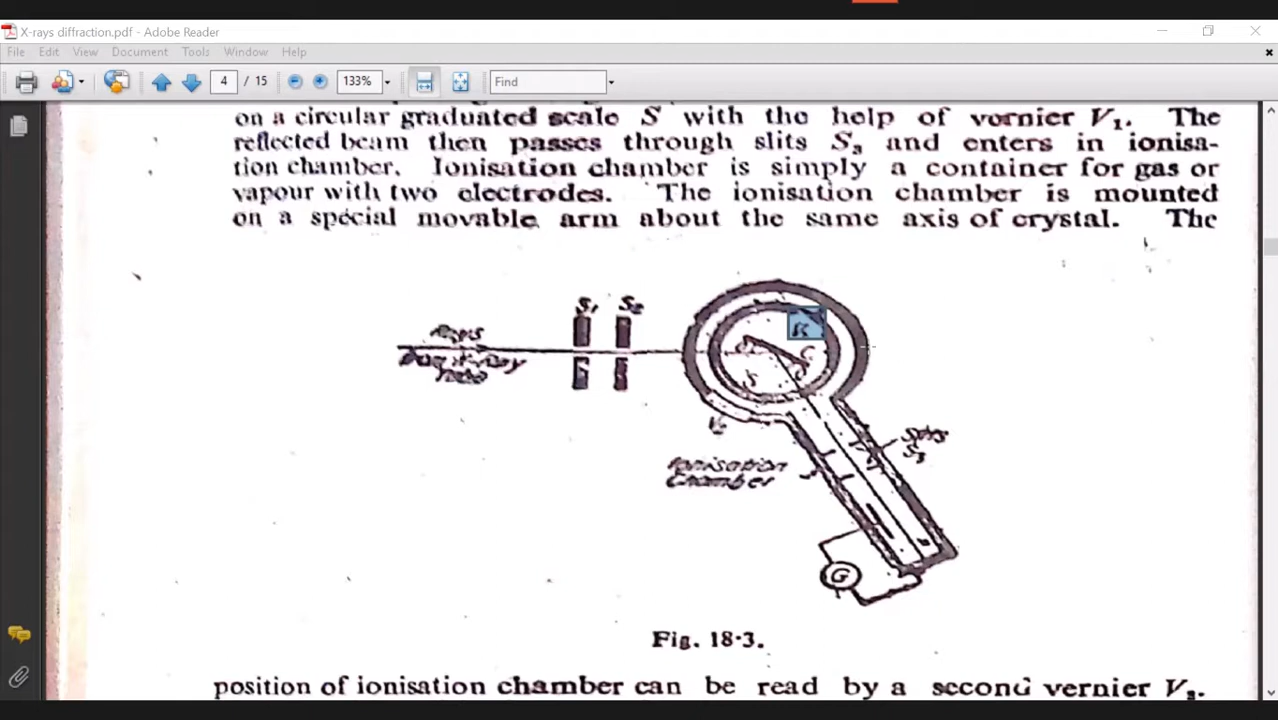 X-rays diffraction.pdf - Adobe Reader
File Edit View Document Tools Window Help
4 / 15 133% Find
on a circular graduated scale S with the help of vernier V₁. The
reflected beam then passes through slits S₃ and enters in ionisa-
tion chamber. Ionisation chamber is simply a container for gas or
vapour with two electrodes. The ionisation chamber is mounted
on a special movable arm about the same axis of crystal. The
S₁ S₂
Rays
X-Ray
Tube
C
S
V₂
Ionisation
Chamber
Slits
S₃
G
Fig. 18·3.
position of ionisation chamber can be read by a second vernier V₂.